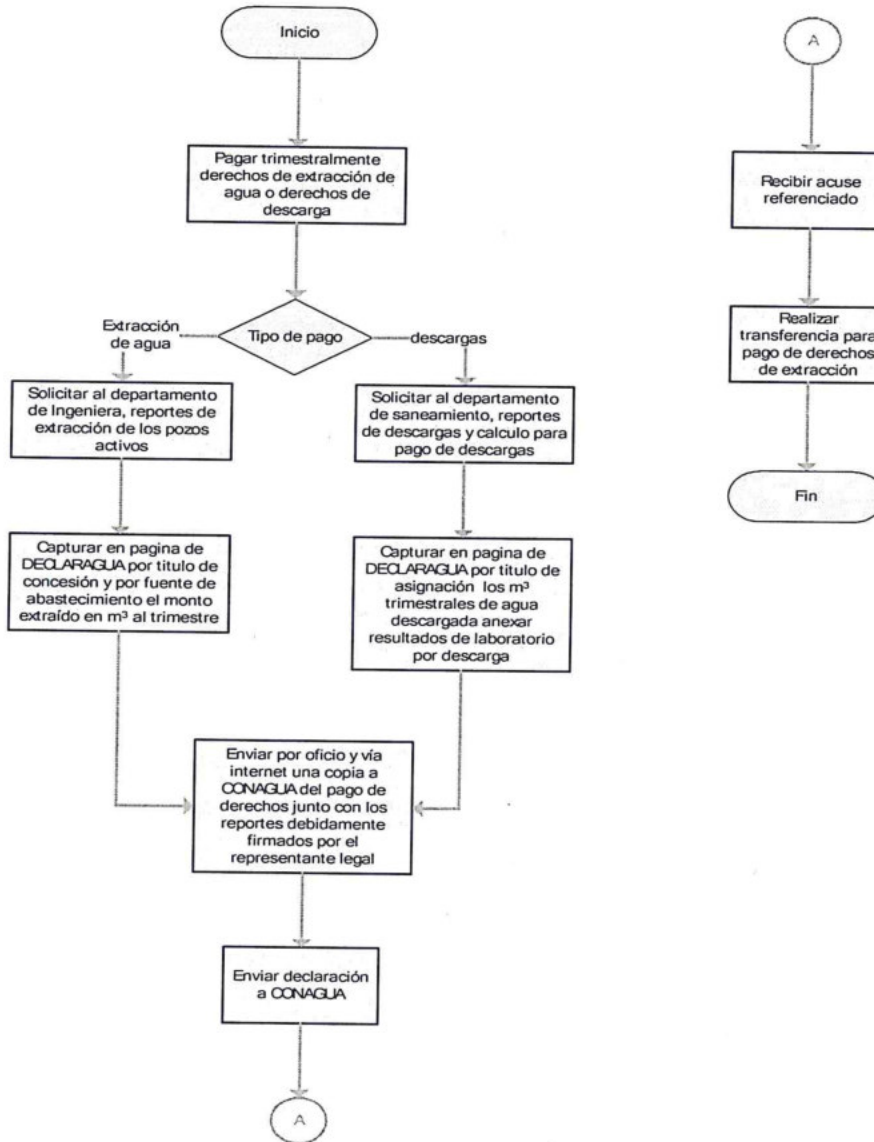 Inicio
Pagar trimestralmente
derechos de extracción de
agua o derechos de
descarga
Tipo de pago
Extracción
de agua
descargas
Solicitar al departamento
de Ingeniera, reportes de
extracción de los pozos
activos
Solicitar al departamento
de saneamiento, reportes
de descargas y calculo para
pago de descargas
Capturar en pagina de
DECLARAGUA por titulo de
concesión y por fuente de
abastecimiento el monto
extraído en m³ al trimestre
Capturar en pagina de
DECLARAGUA por titulo de
asignación los m³
trimestrales de agua
descargada anexar
resultados de laboratorio
por descarga
Enviar por oficio y vía
internet una copia a
CONAGUA del pago de
derechos junto con los
reportes debidamente
firmados por el
representante legal
Enviar declaración
a CONAGUA
A
A
Recibir acuse
referenciado
Realizar
transferencia para
pago de derechos
de extracción
Fin